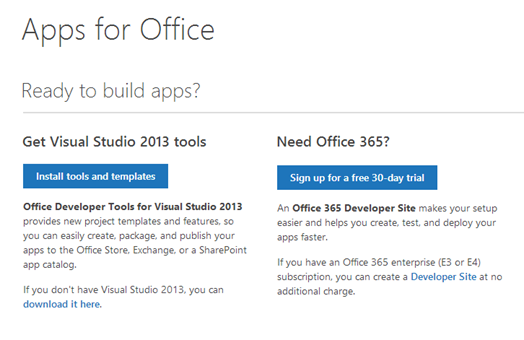 Apps for Office
Ready to build apps?
Get Visual Studio 2013 tools
Install tools and templates
Office Developer Tools for Visual Studio 2013
provides new project templates and features, so
you can easily create, package, and publish your
apps to the Office Store, Exchange, or a SharePoint
app catalog.
If you don't have Visual Studio 2013, you can
download it here.
Need Office 365?
Sign up for a free 30-day trial
An Office 365 Developer Site makes your setup
easier and helps you create, test, and deploy your
apps faster.
If you have an Office 365 enterprise (E3 or E4)
subscription, you can create a Developer Site at no
additional charge.